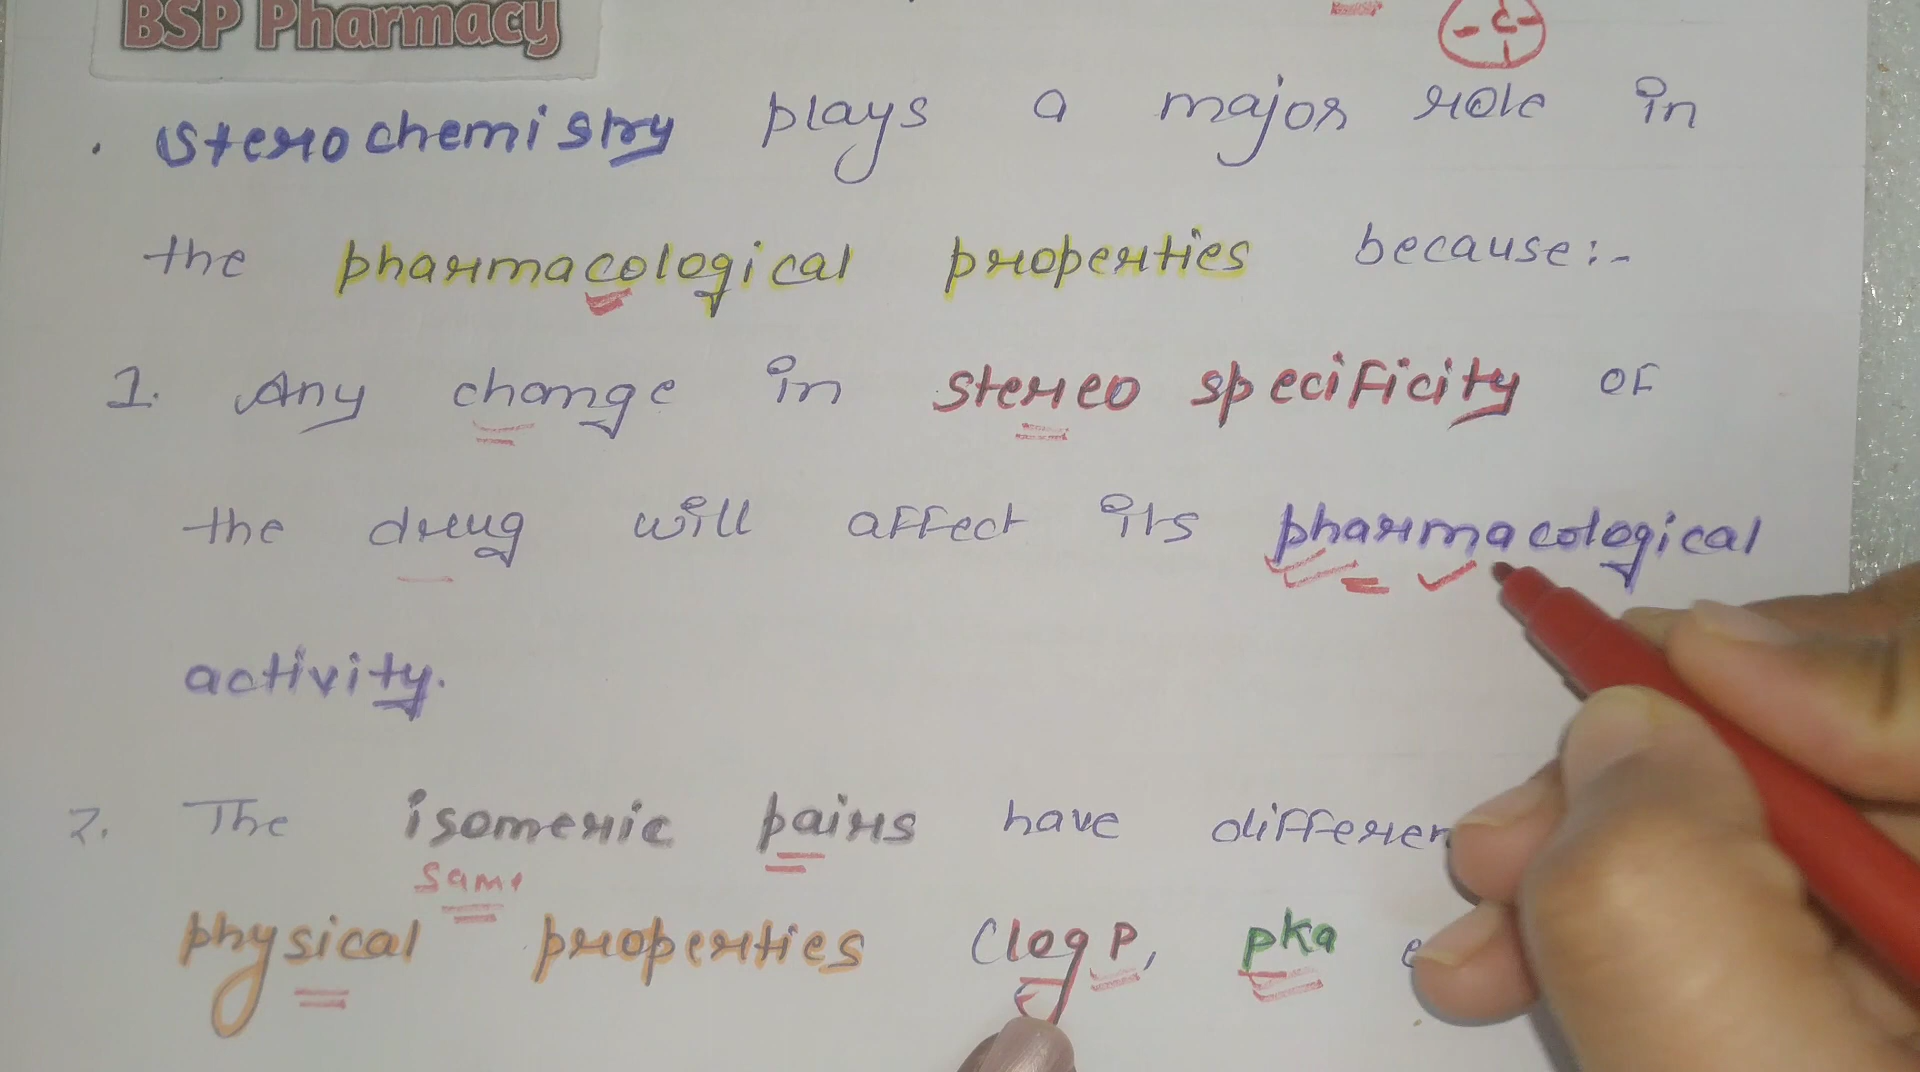 BSP Pharmacy
-c-
. Stereochemistry plays a major role in
the pharmacological properties because:-
1. Any change in stereo specificity of
the drug will affect its pharmacological
activity.
2. The isomeric pairs have differen
same
physical properties (log P, pka e